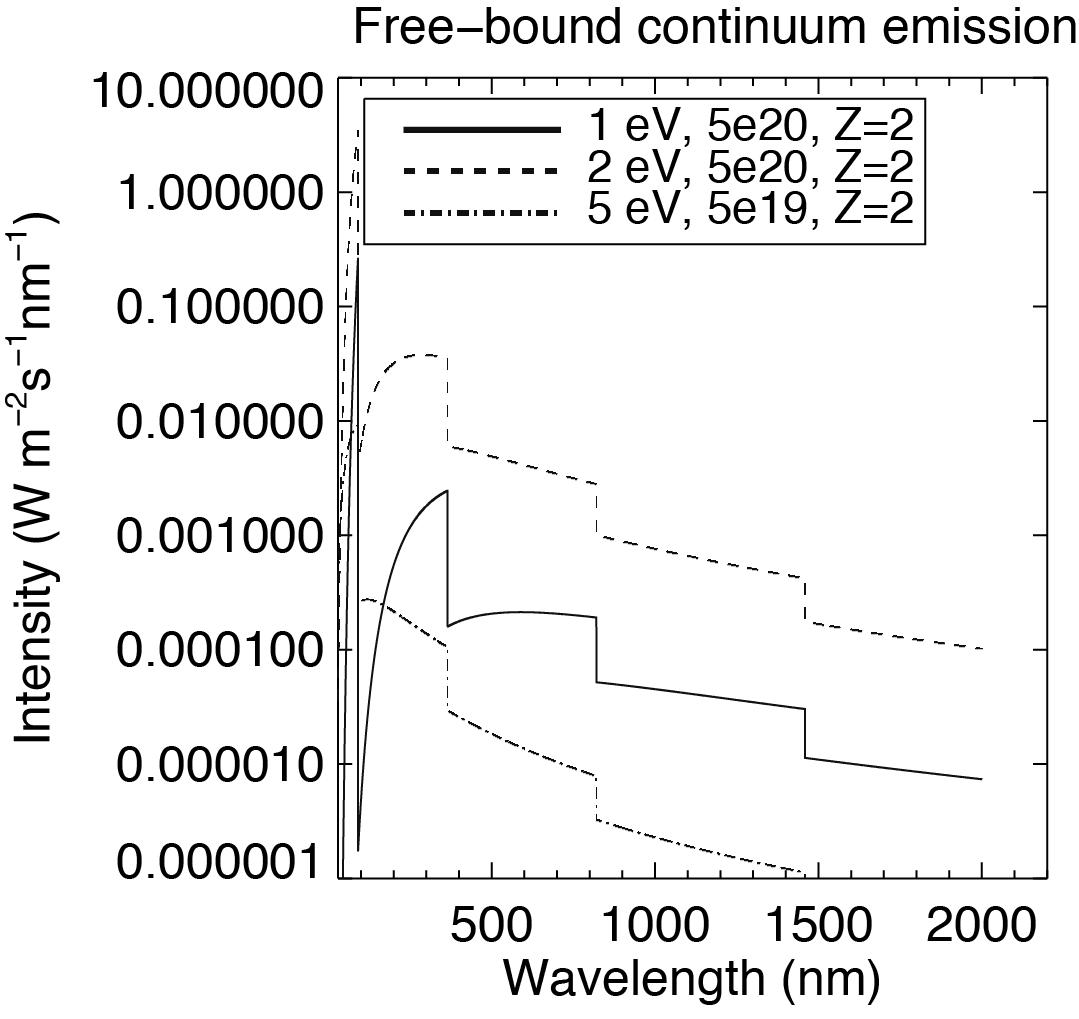 Free−bound continuum emission
10.000000
1.000000
0.100000
0.010000
0.001000
0.000100
0.000010
0.000001
Intensity (W m−2s−1nm−1)
1 eV, 5e20, Z=2
2 eV, 5e20, Z=2
5 eV, 5e19, Z=2
500 1000 1500 2000
Wavelength (nm)